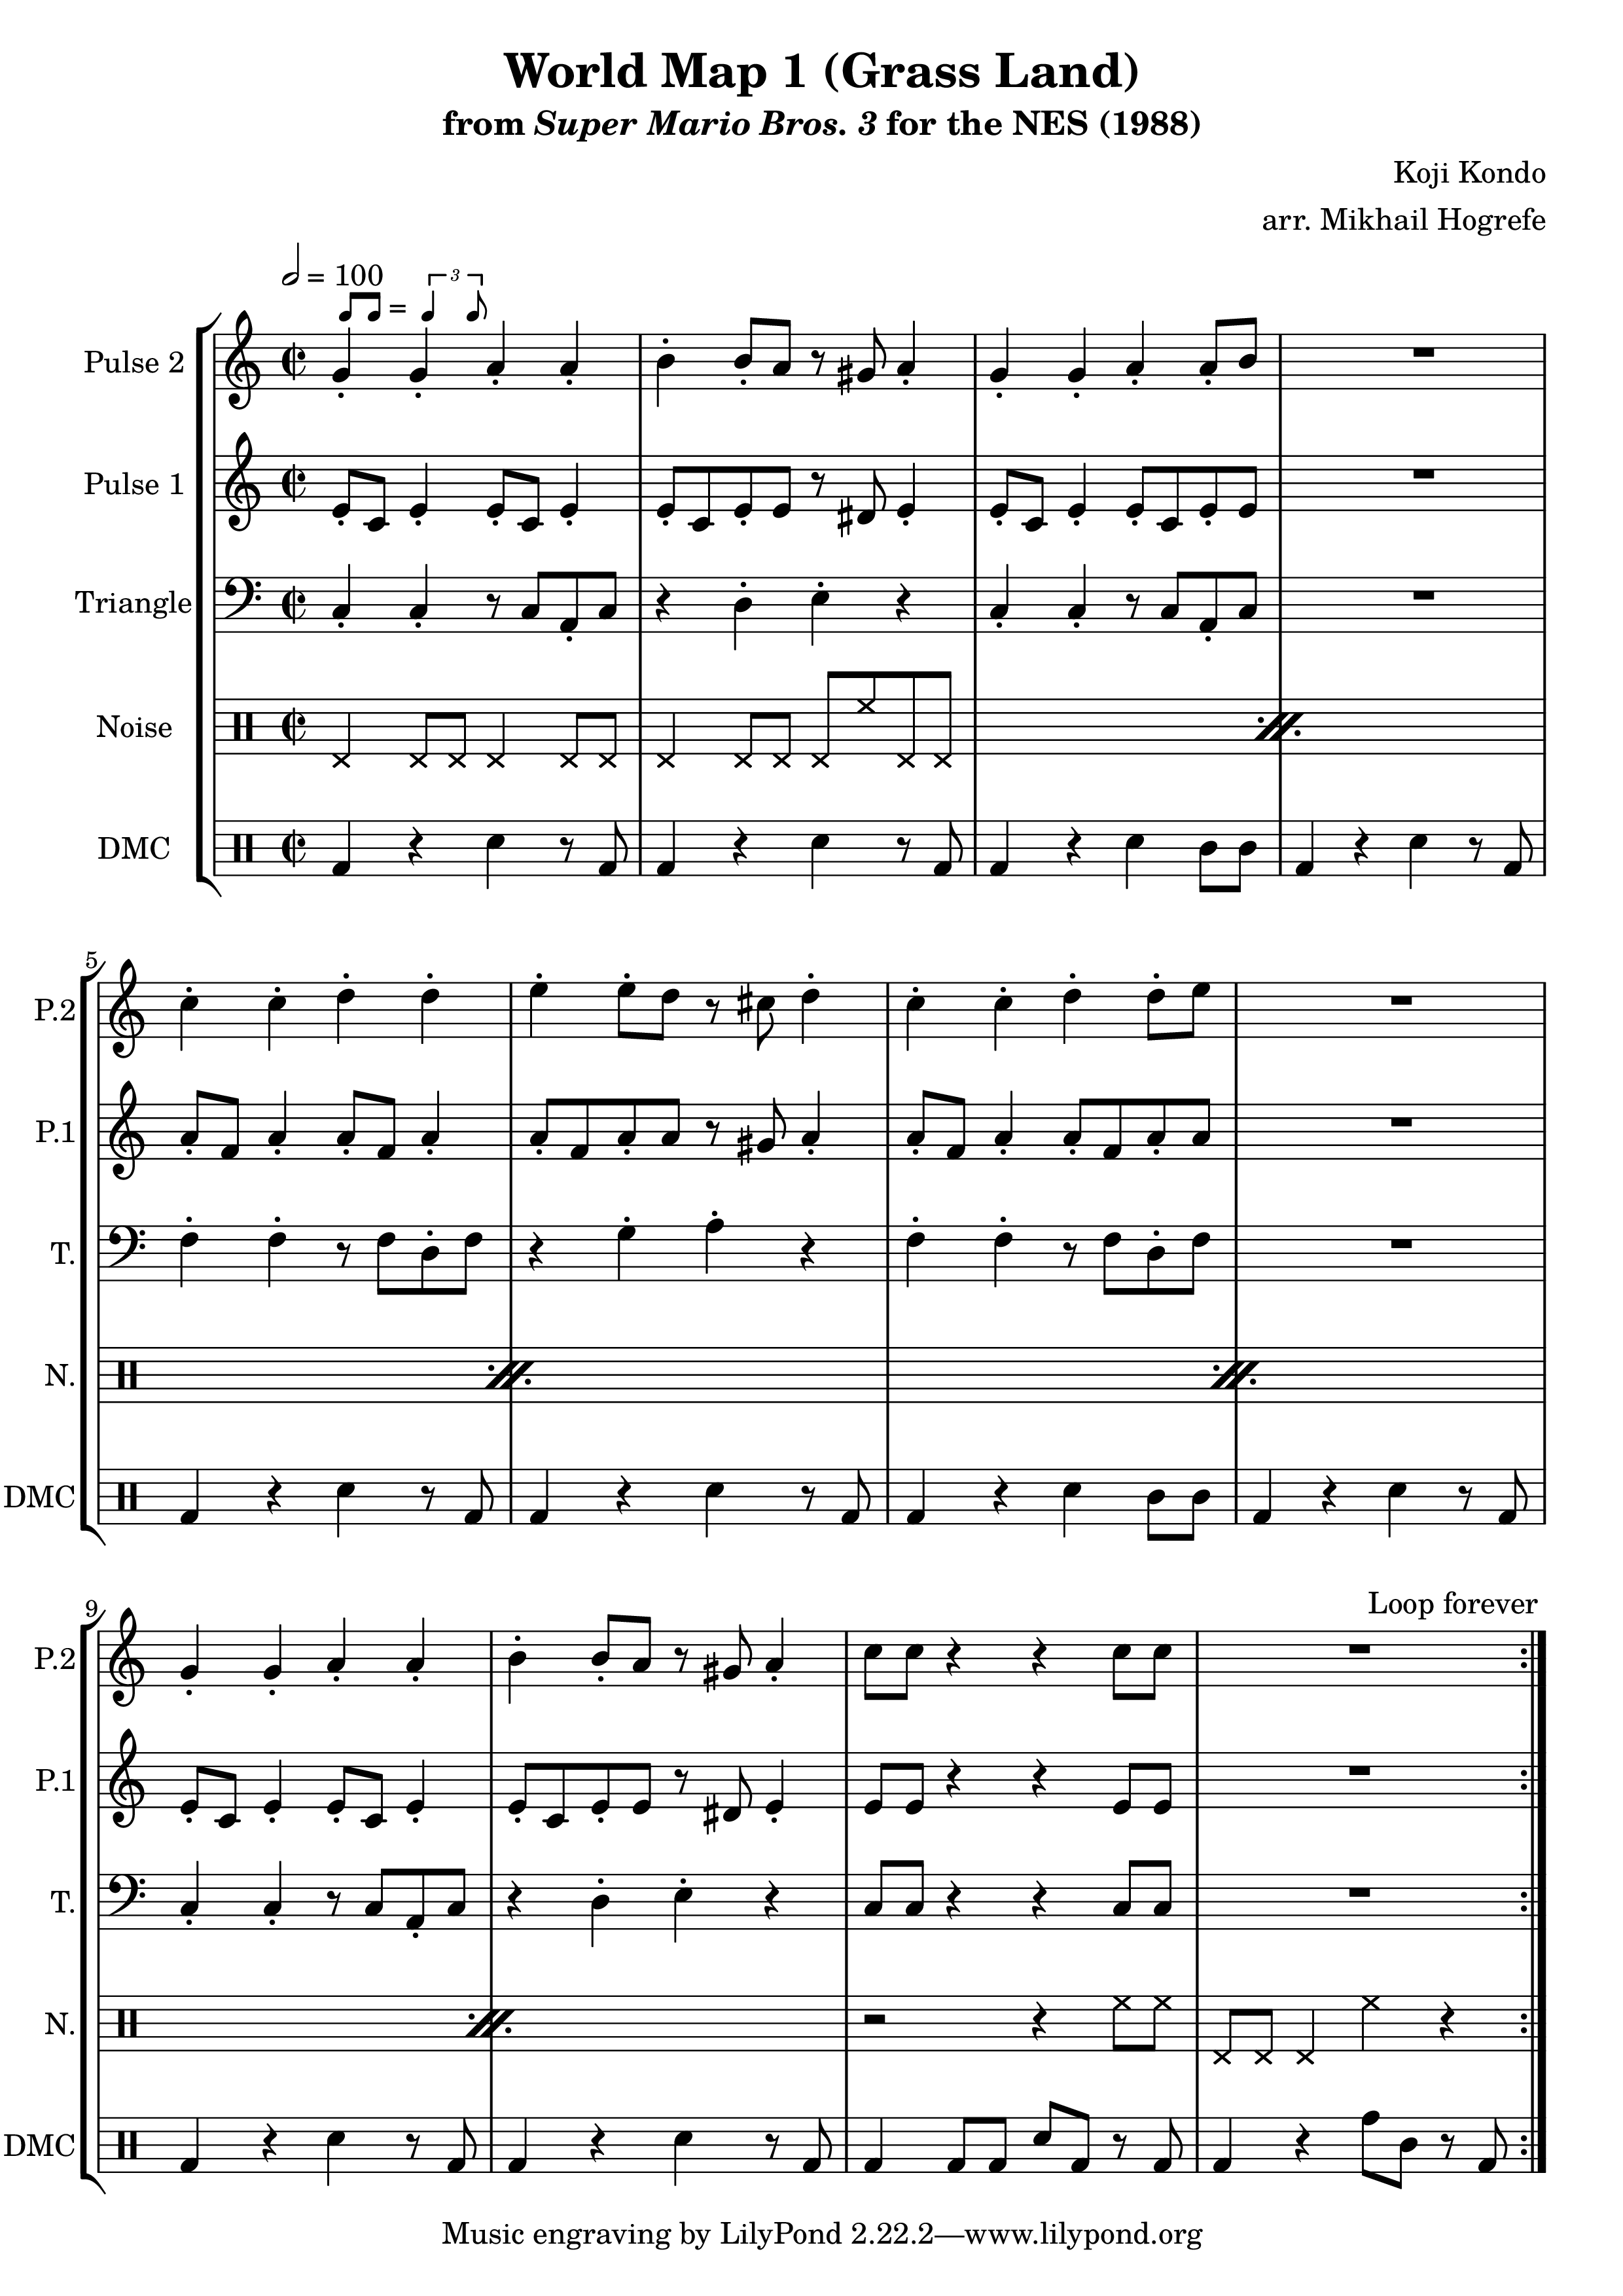 World Map 1 (Grass Land)
from Super Mario Bros. 3 for the NES (1988)
Koji Kondo
arr. Mikhail Hogrefe
= 100
= 3
Pulse 2
Pulse 1
Triangle
Noise
DMC
5
P.2
P.1
T.
N.
DMC
9
Loop forever
P.2
P.1
T.
N.
DMC
Music engraving by LilyPond 2.22.2—www.lilypond.org